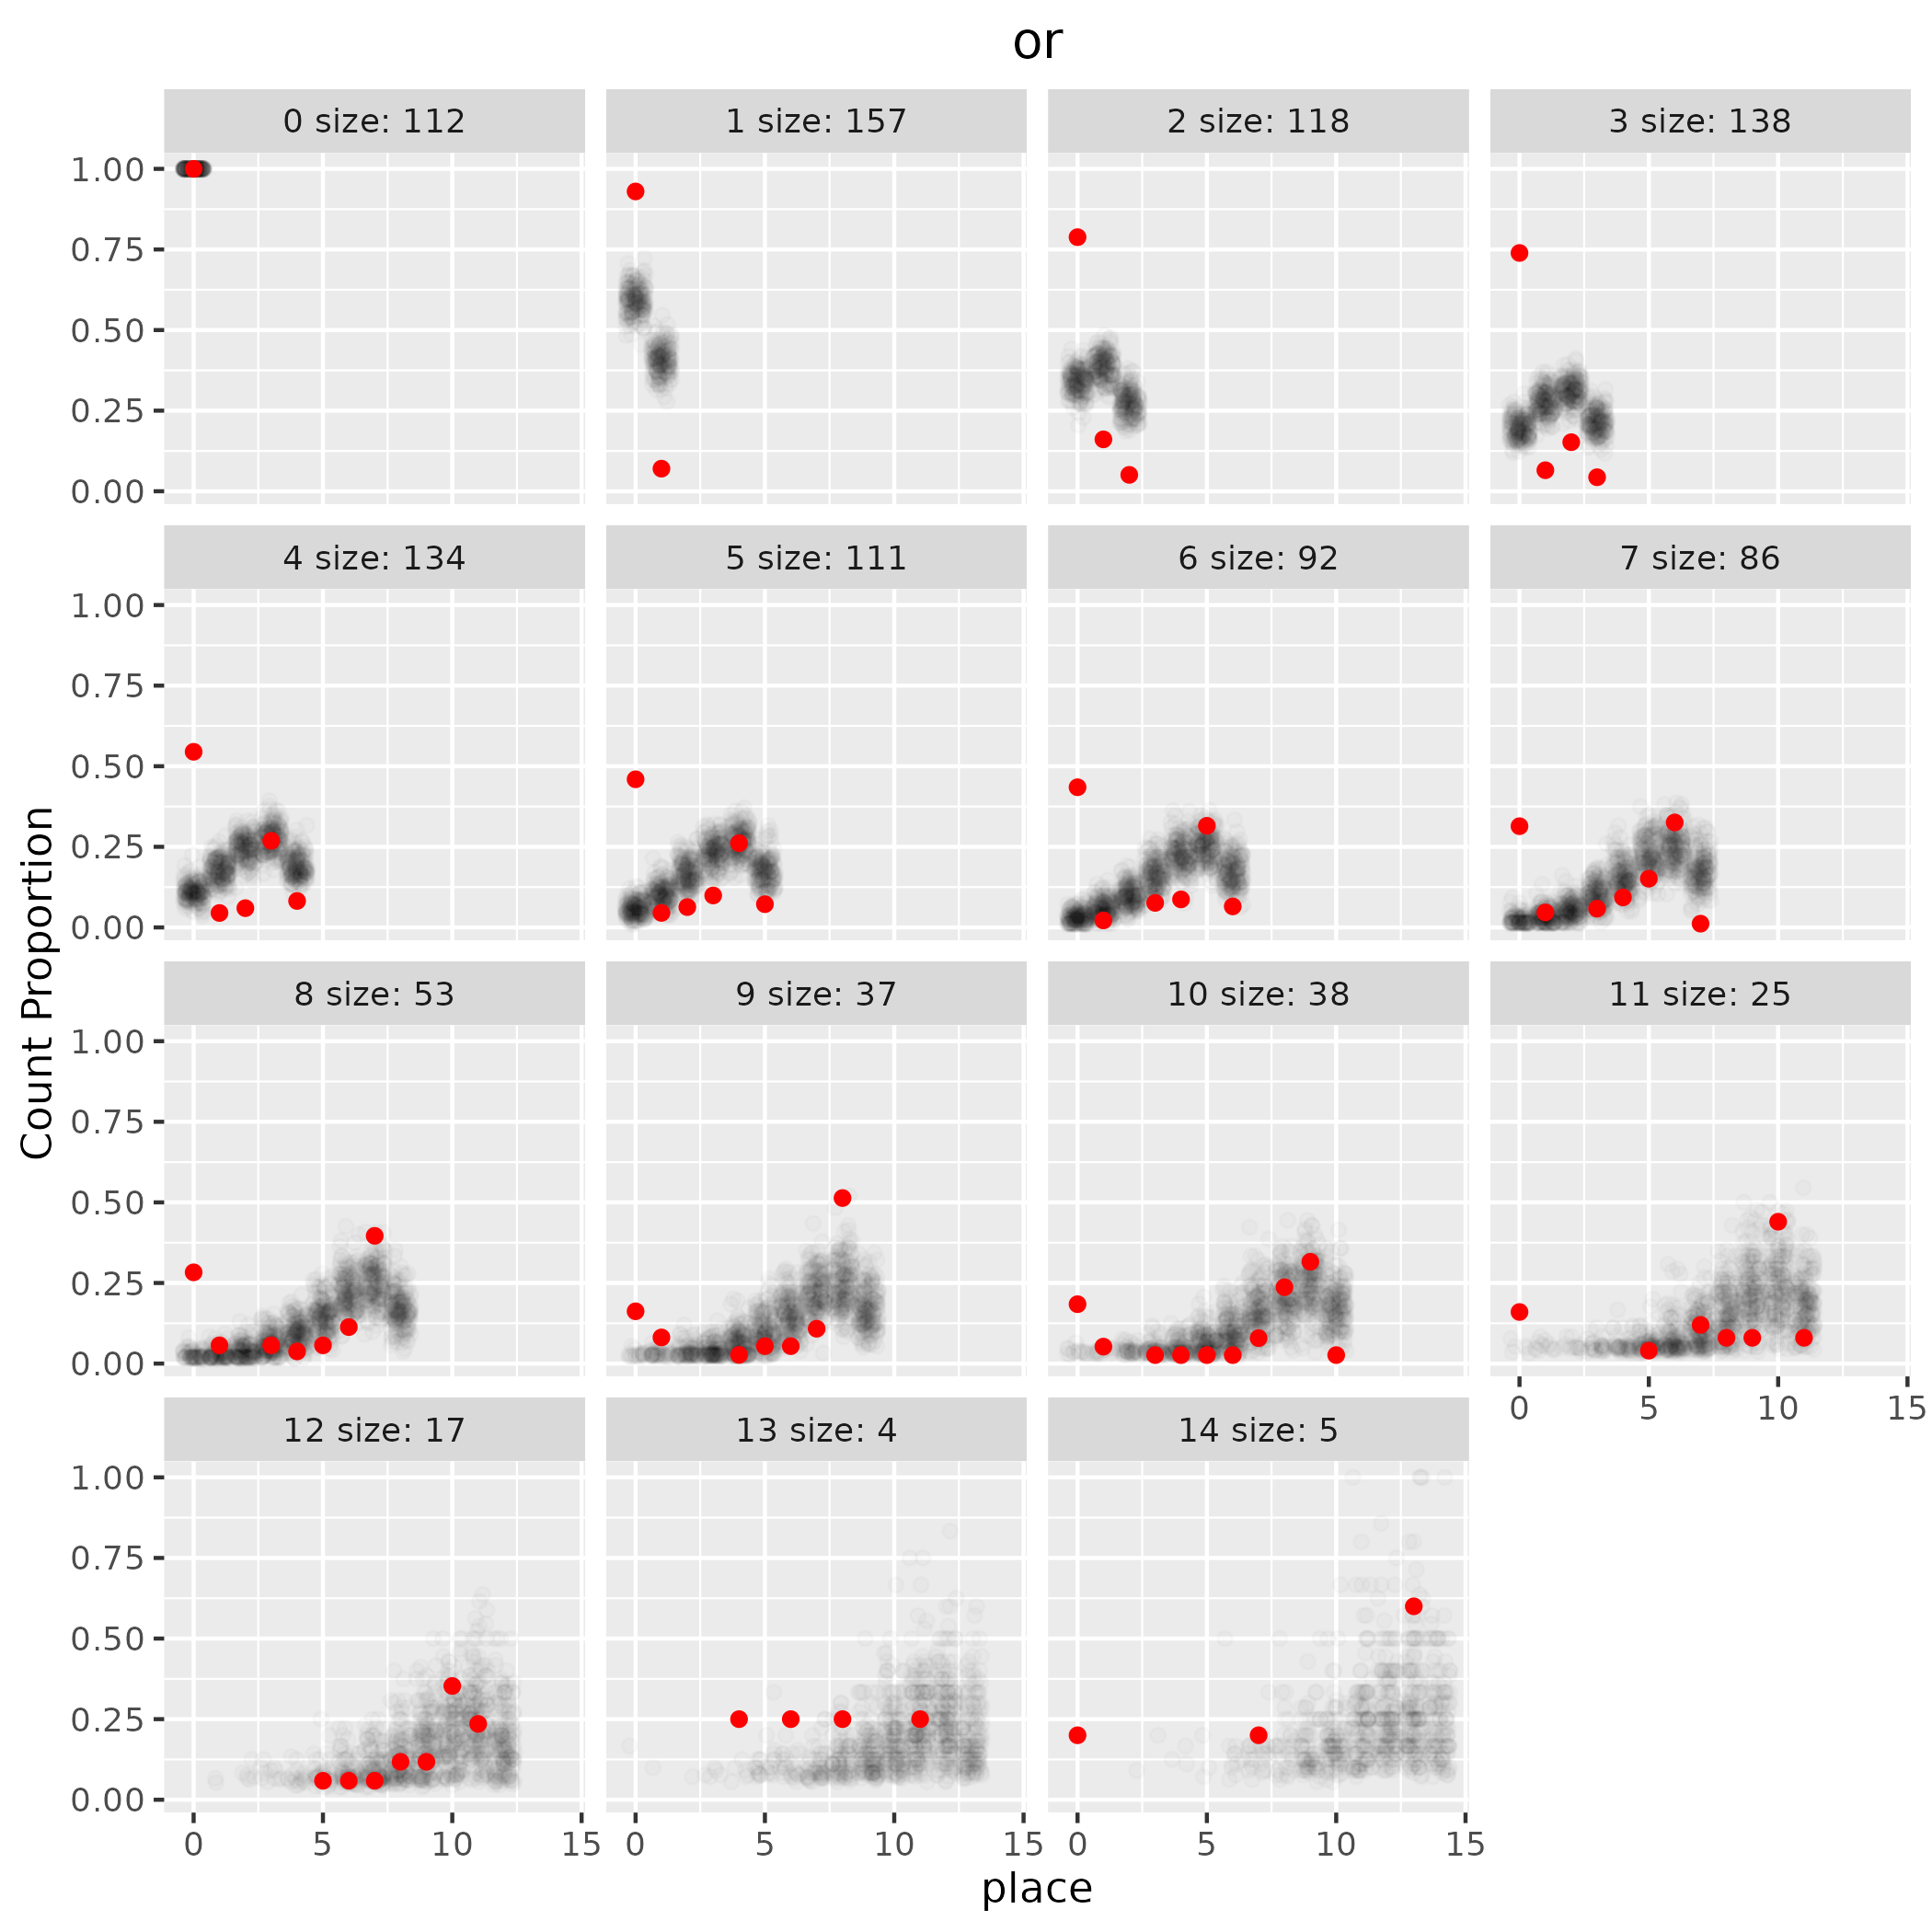 or
0 size: 112
1 size: 157
2 size: 118
3 size: 138
1.00
0.75
0.50
0.25
0.00
4 size: 134
5 size: 111
6 size: 92
7 size: 86
1.00
0.75
0.50
0.25
0.00
Count Proportion
8 size: 53
9 size: 37
10 size: 38
11 size: 25
1.00
0.75
0.50
0.25
0.00
0 5 10 15
12 size: 17
13 size: 4
14 size: 5
1.00
0.75
0.50
0.25
0.00
0 5 10 15
0 5 10 15
0 5 10 15
place